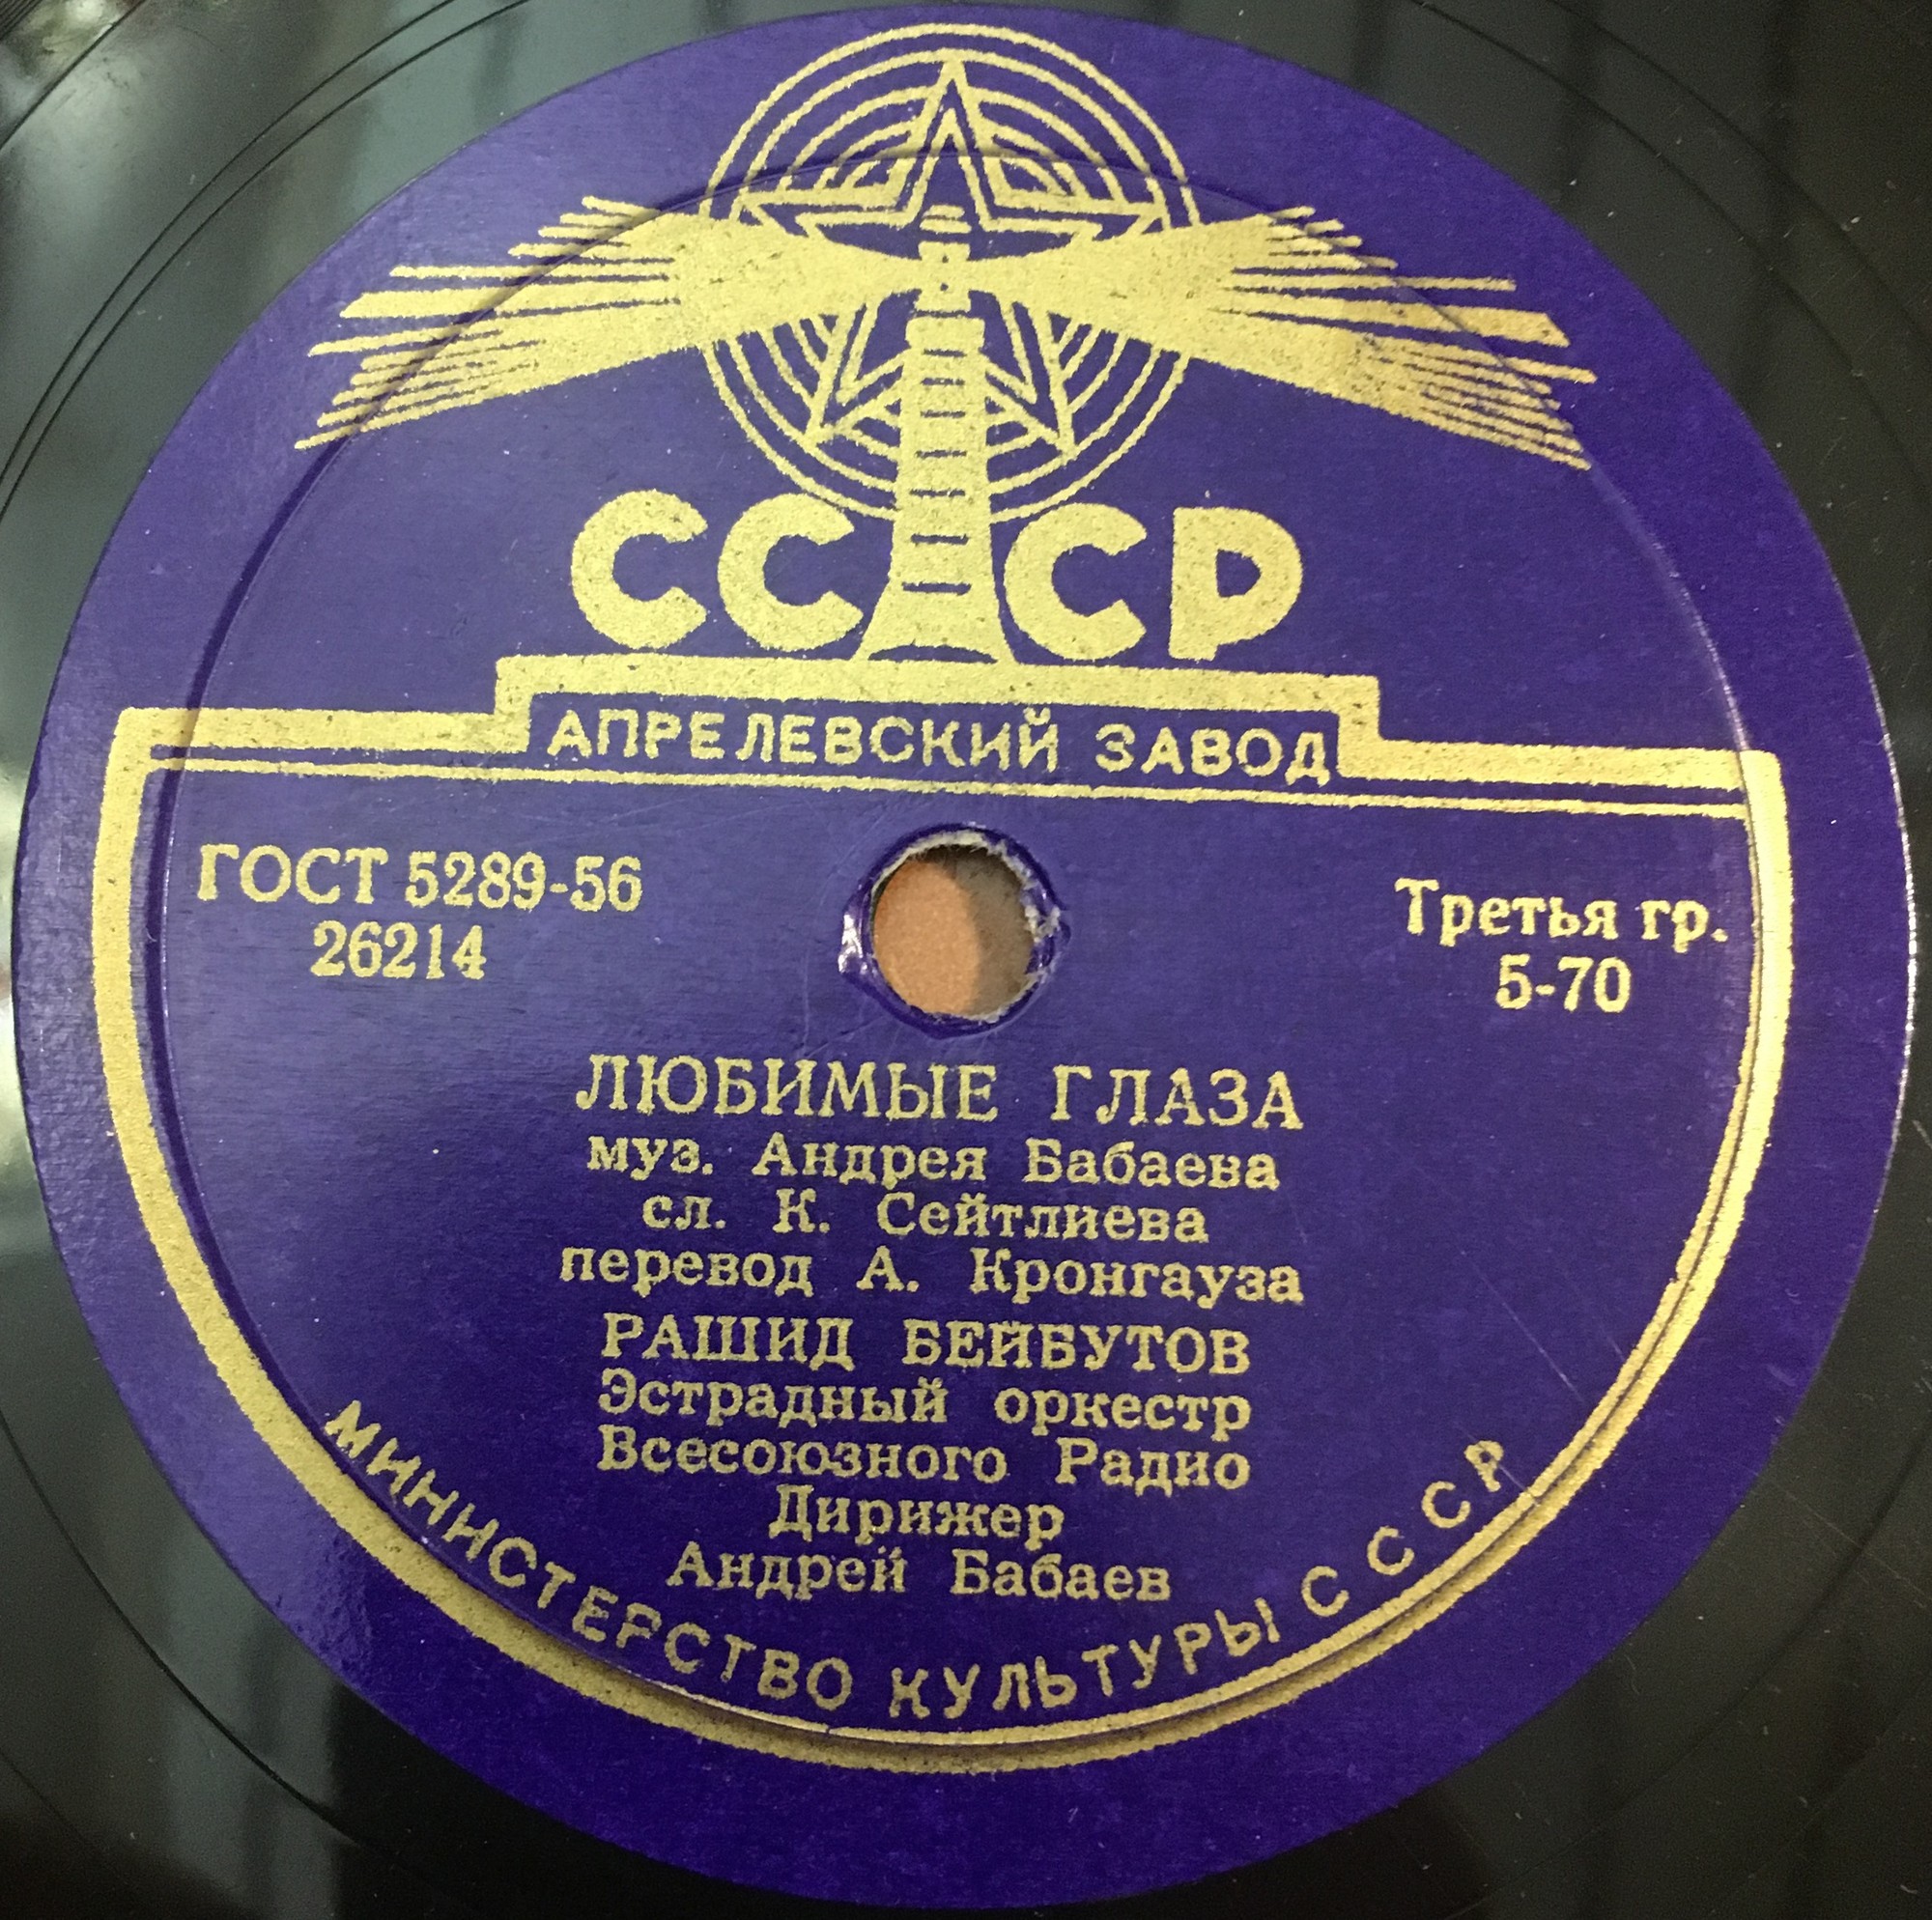 СССР
АПРЕЛЕВСКИЙ ЗАВОД
ГОСТ 5289-56
26214
Третья гр.
5-70
ЛЮБИМЫЕ ГЛАЗА
муз. Андрея Бабаева
сл. К. Сейтлиева
перевод А. Кронгауза
РАШИД БЕЙБУТОВ
Эстрадный оркестр
Всесоюзного Радио
Дирижер
Андрей Бабаев
МИНИСТЕРСТВО КУЛЬТУРЫ СССР